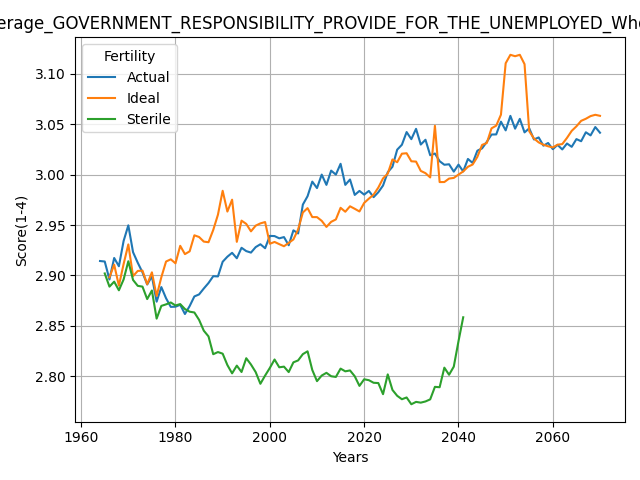 erage_GOVERNMENT_RESPONSIBILITY_PROVIDE_FOR_THE_UNEMPLOYED_Whe
Fertility
Actual
Ideal
Sterile
Score(1-4)
3.10
3.05
3.00
2.95
2.90
2.85
2.80
1960 1980 2000 2020 2040 2060
Years